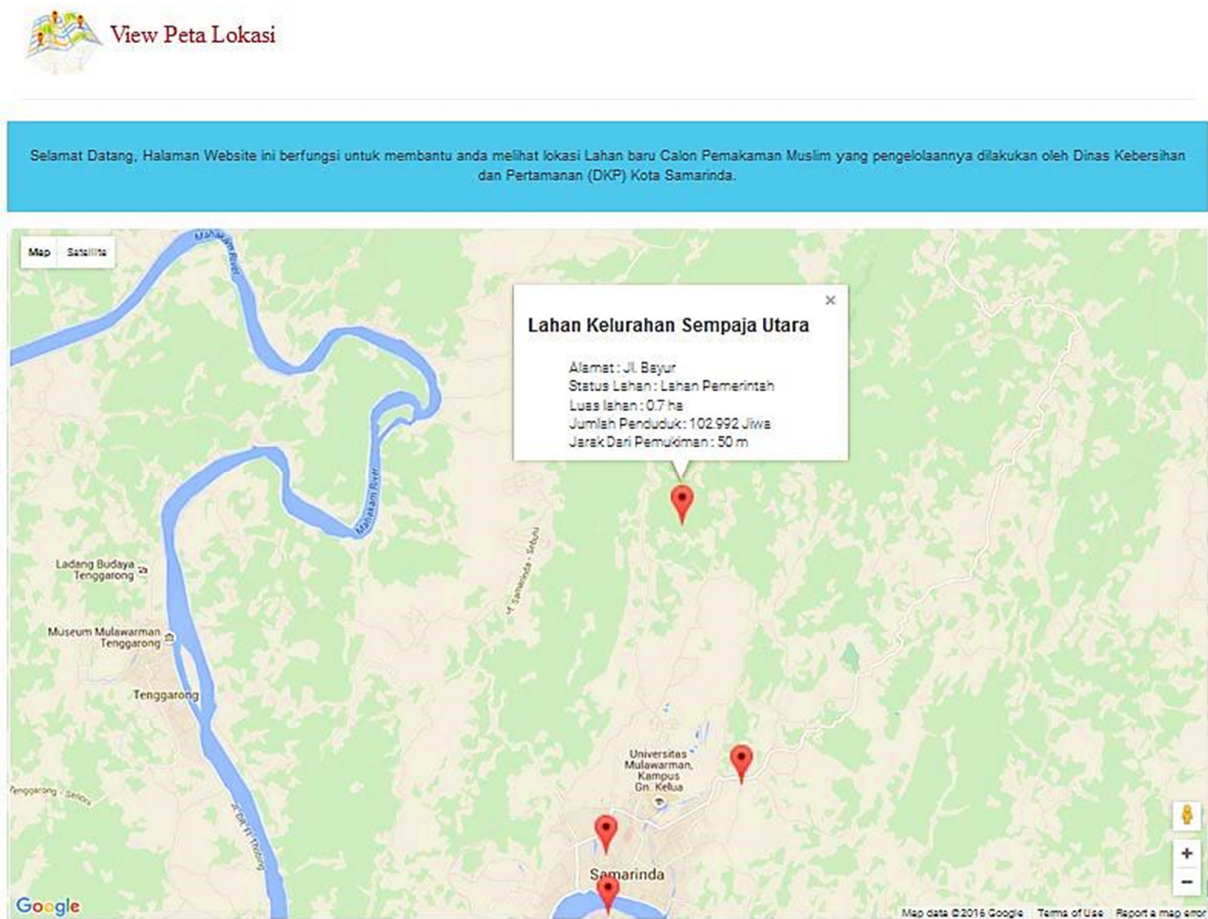 View Peta Lokasi
Selamat Datang, Halaman Website ini berfungsi untuk membantu anda melihat lokasi Lahan baru Calon Pemakaman Muslim yang pengelolaannya dilakukan oleh Dinas Kebersihan
dan Pertamanan (DKP) Kota Samarinda.
Map Satellite
Mahakam River
Lahan Kelurahan Sempaja Utara
Alamat : Jl. Bayur
Status Lahan : Lahan Pemerintah
Luas lahan : 0.7 ha
Jumlah Penduduk : 102.992 Jiwa
Jarak Dari Pemukiman : 50 m
Mahakam River
Samarinda - Sebulu
Ladang Budaya
Tenggarong
Museum Mulawarman
Tenggarong
Tenggarong
Universitas
Mulawarman,
Kampus
Gn. Kelua
Samarinda
Google
Map data ©2016 Google Terms of Use Report a map error